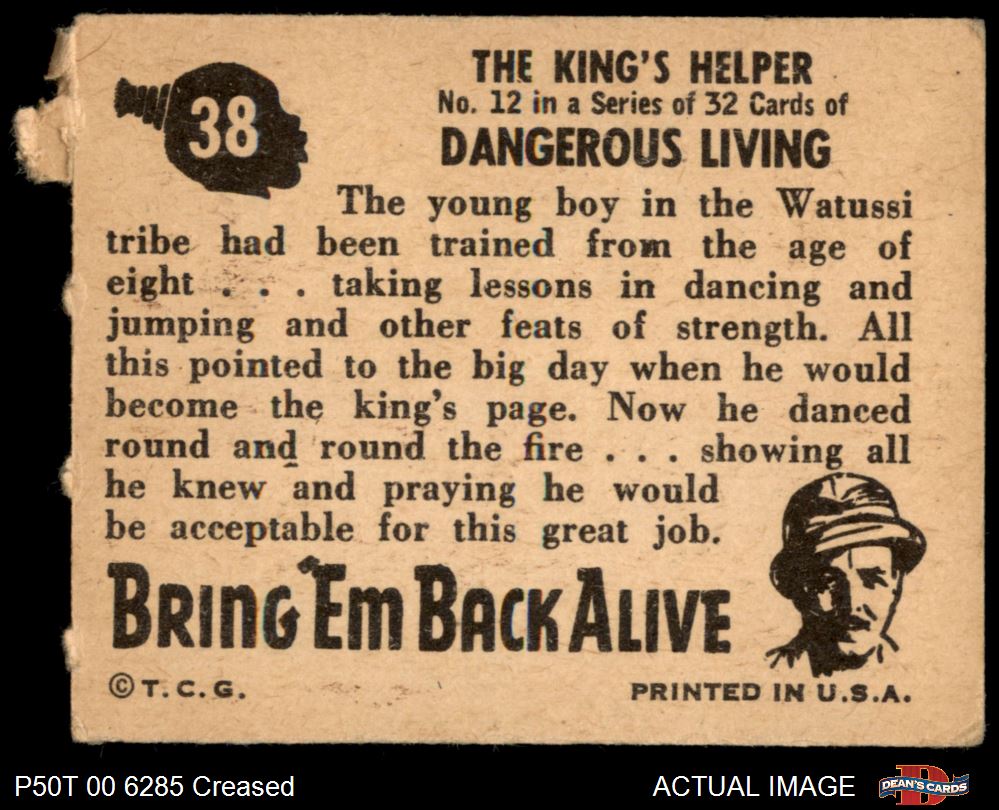 38
THE KING'S HELPER
No. 12 in a Series of 32 Cards of
DANGEROUS LIVING
The young boy in the Watussi
tribe had been trained from the age of
eight . . . taking lessons in dancing and
jumping and other feats of strength. All
this pointed to the big day when he would
become the king's page. Now he danced
round and round the fire . . . showing all
he knew and praying he would
be acceptable for this great job.
BRING 'EM BACK ALIVE
© T. C. G.
PRINTED IN U.S.A.
P50T 00 6285 Creased
ACTUAL IMAGE
D
DEAN'S CARDS